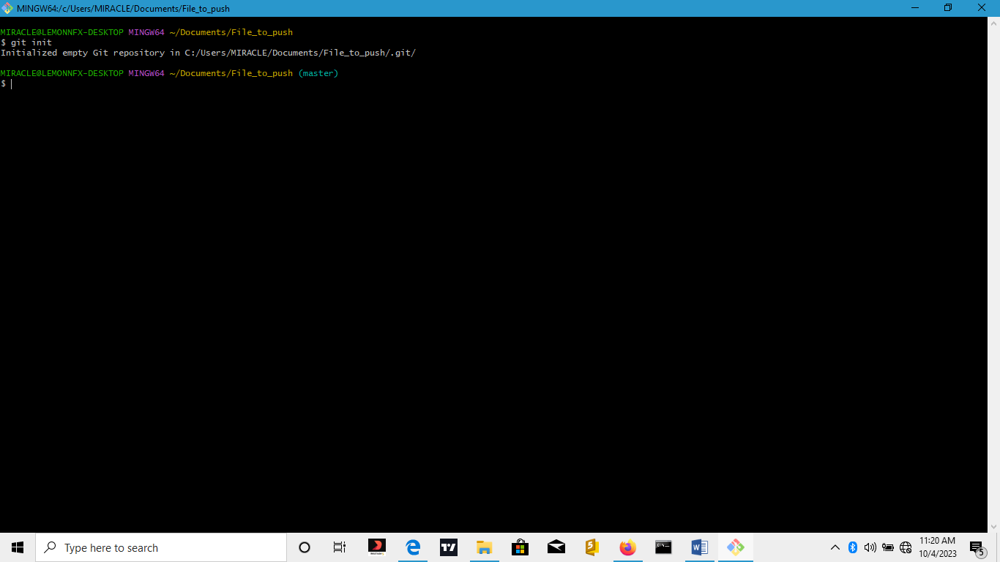 MINGW64:/c/Users/MIRACLE/Documents/File_to_push
MIRACLE@LEMONNFX-DESKTOP MINGW64 ~/Documents/File_to_push
$ git init
Initialized empty Git repository in C:/Users/MIRACLE/Documents/File_to_push/.git/
MIRACLE@LEMONNFX-DESKTOP MINGW64 ~/Documents/File_to_push (master)
$
Type here to search
11:20 AM
10/4/2023
5